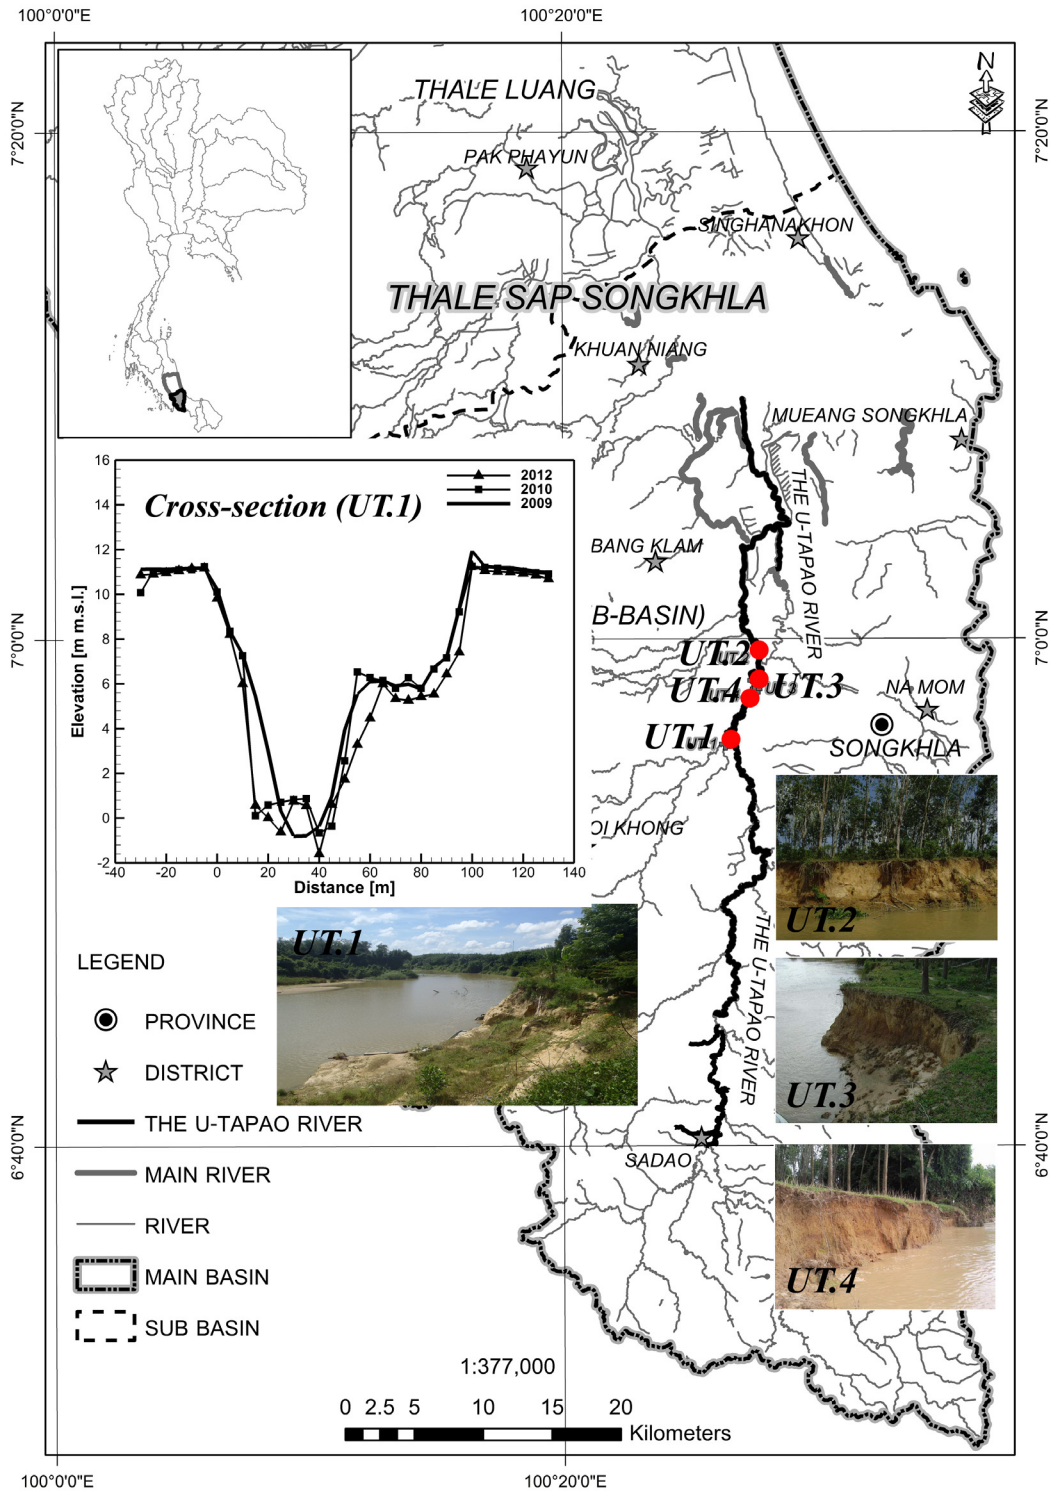 100°0'0"E
100°20'0"E
7°20'0"N
7°20'0"N
N
THALE LUANG
PAK PHAYUN
SINGHANAKHON
THALE SAP SONGKHLA
KHUAN NIANG
MUEANG SONGKHLA
THE U-TAPAO RIVER
BANG KLAM
B-BASIN)
7°0'0"N
7°0'0"N
UT.2
UT.3
UT.4
UT.1
NA MOM
SONGKHLA
OI KHONG
THE U-TAPAO RIVER
SADAO
Cross-section (UT.1)
2012
2010
2009
Elevation [m m.s.l.]
16
14
12
10
8
6
4
2
0
-2
-40
-20
0
20
40
60
80
100
120
140
Distance [m]
UT.1
UT.2
UT.3
UT.4
LEGEND
PROVINCE
DISTRICT
THE U-TAPAO RIVER
MAIN RIVER
RIVER
MAIN BASIN
SUB BASIN
6°40'0"N
6°40'0"N
1:377,000
0 2.5 5 10 15 20
Kilometers
100°0'0"E
100°20'0"E